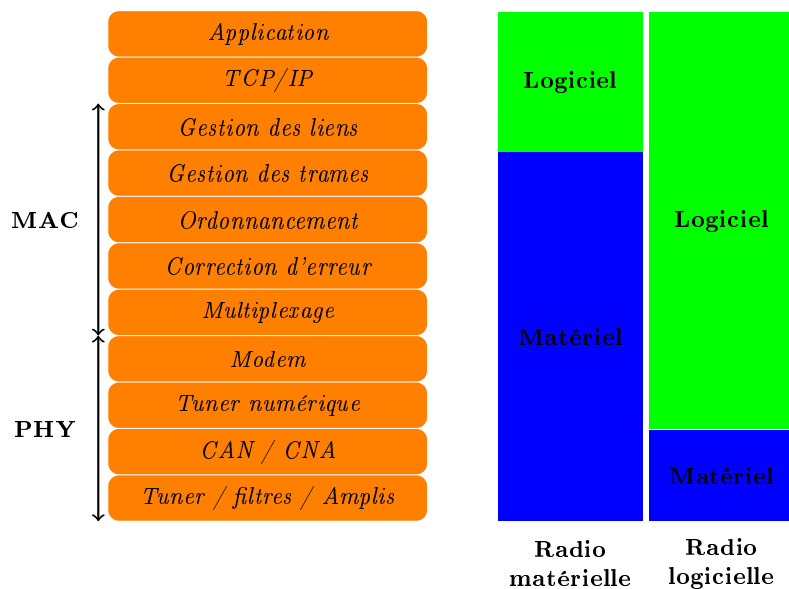 Application
TCP/IP
Gestion des liens
Gestion des trames
Ordonnancement
Correction d'erreur
Multiplexage
Modem
Tuner numérique
CAN / CNA
Tuner / filtres / Amplis
MAC
PHY
Logiciel
Matériel
Radio
matérielle
Logiciel
Matériel
Radio
logicielle